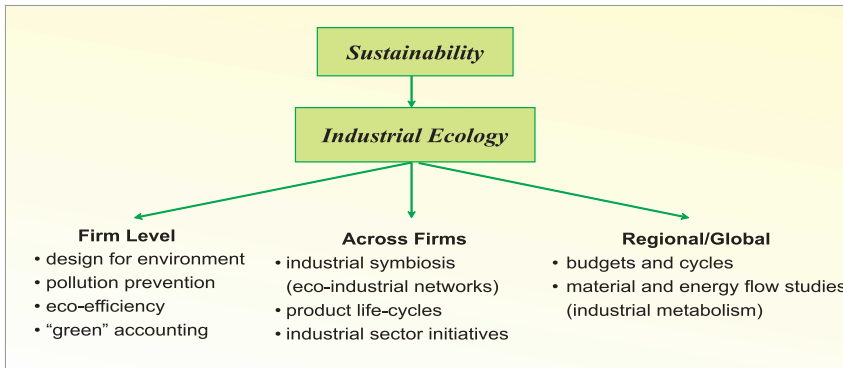 Sustainability
Industrial Ecology
Firm Level
• design for environment
• pollution prevention
• eco-efficiency
• “green” accounting
Across Firms
• industrial symbiosis
(eco-industrial networks)
• product life-cycles
• industrial sector initiatives
Regional/Global
• budgets and cycles
• material and energy flow studies
(industrial metabolism)